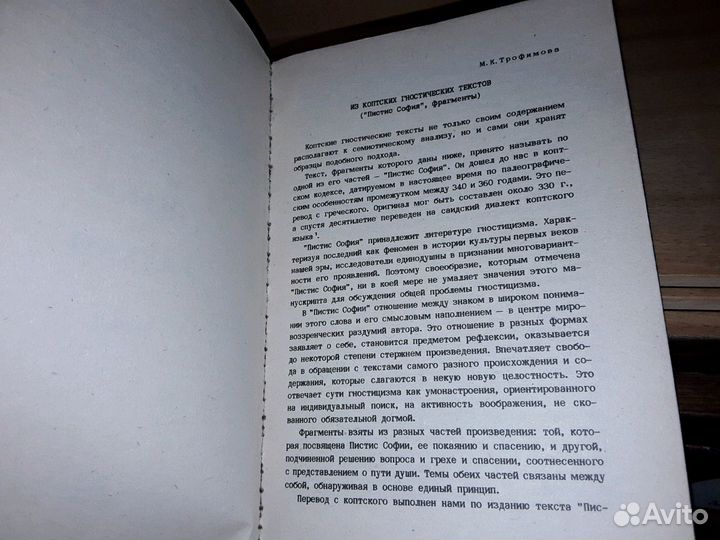 М.К.Трофимова
ИЗ КОПТСКИХ ГНОСТИЧЕСКИХ ТЕКСТОВ
("Пистис София", фрагменты)
Коптские гностические тексты не только своим содержанием
располагают к семиотическому анализу, но и сами они хранят
образцы подобного подхода.
Текст, фрагменты которого даны ниже, принято называть по
одной из его частей – "Пистис София". Он дошел до нас в копт-
ском кодексе, датируемом в настоящее время по палеографиче-
ским особенностям промежутком между 340 и 360 годами. Это пе-
ревод с греческого. Оригинал мог быть составлен около 330 г.,
а спустя десятилетие переведен на саидский диалект коптского
языка¹.
"Пистис София" принадлежит литературе гностицизма. Харак-
теризуя последний как феномен в истории культуры первых веков
нашей эры, исследователи единодушны в признании многовариант-
ности его проявлений. Поэтому своеобразие, которым отмечена
"Пистис София", ни в коей мере не умаляет значения этого ма-
нускрипта для обсуждения общей проблемы гностицизма.
В "Пистис Софии" отношение между знаком в широком понима-
нии этого слова и его смысловым наполнением – в центре миро-
воззренческих раздумий автора. Это отношение в разных формах
заявляет о себе, становится предметом рефлексии, оказывается
до некоторой степени стержнем произведения. Впечатляет свобо-
да в обращении с текстами самого разного происхождения и со-
держания, которые слагаются в некую новую целостность. Это
отвечает сути гностицизма как умонастроения, ориентированного
на индивидуальный поиск, на активность воображения, не ско-
ванного обязательной догмой.
Фрагменты взяты из разных частей произведения: той, кото-
рая посвящена Пистис Софии, ее покаянию и спасению, и другой,
подчиненной решению вопроса и грехе и спасении, соотнесенного
с представлением о пути души. Темы обеих частей связаны между
собой, обнаруживая в основе единый принцип.
Перевод с коптского выполнен нами по изданию текста "Пис-
Avito